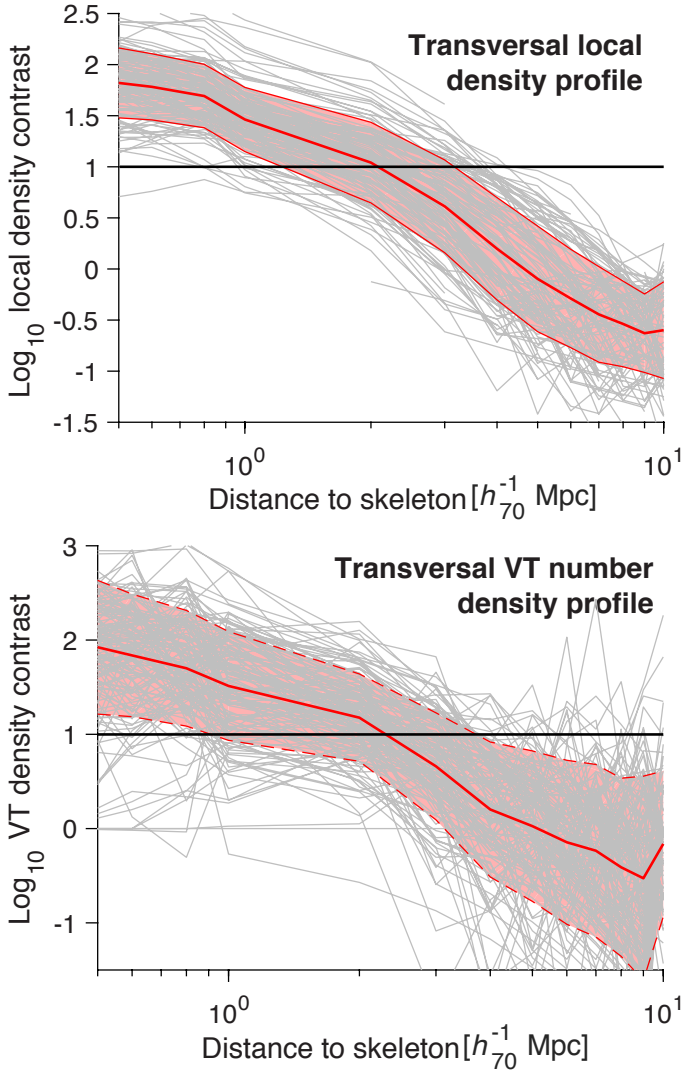 Transversal local
density profile
Log10 local density contrast
2.5
2
1.5
1
0.5
0
-0.5
-1
-1.5
10^0
10^1
Distance to skeleton [h_70^-1 Mpc]
Transversal VT number
density profile
Log10 VT density contrast
3
2
1
0
-1
10^0
10^1
Distance to skeleton [h_70^-1 Mpc]